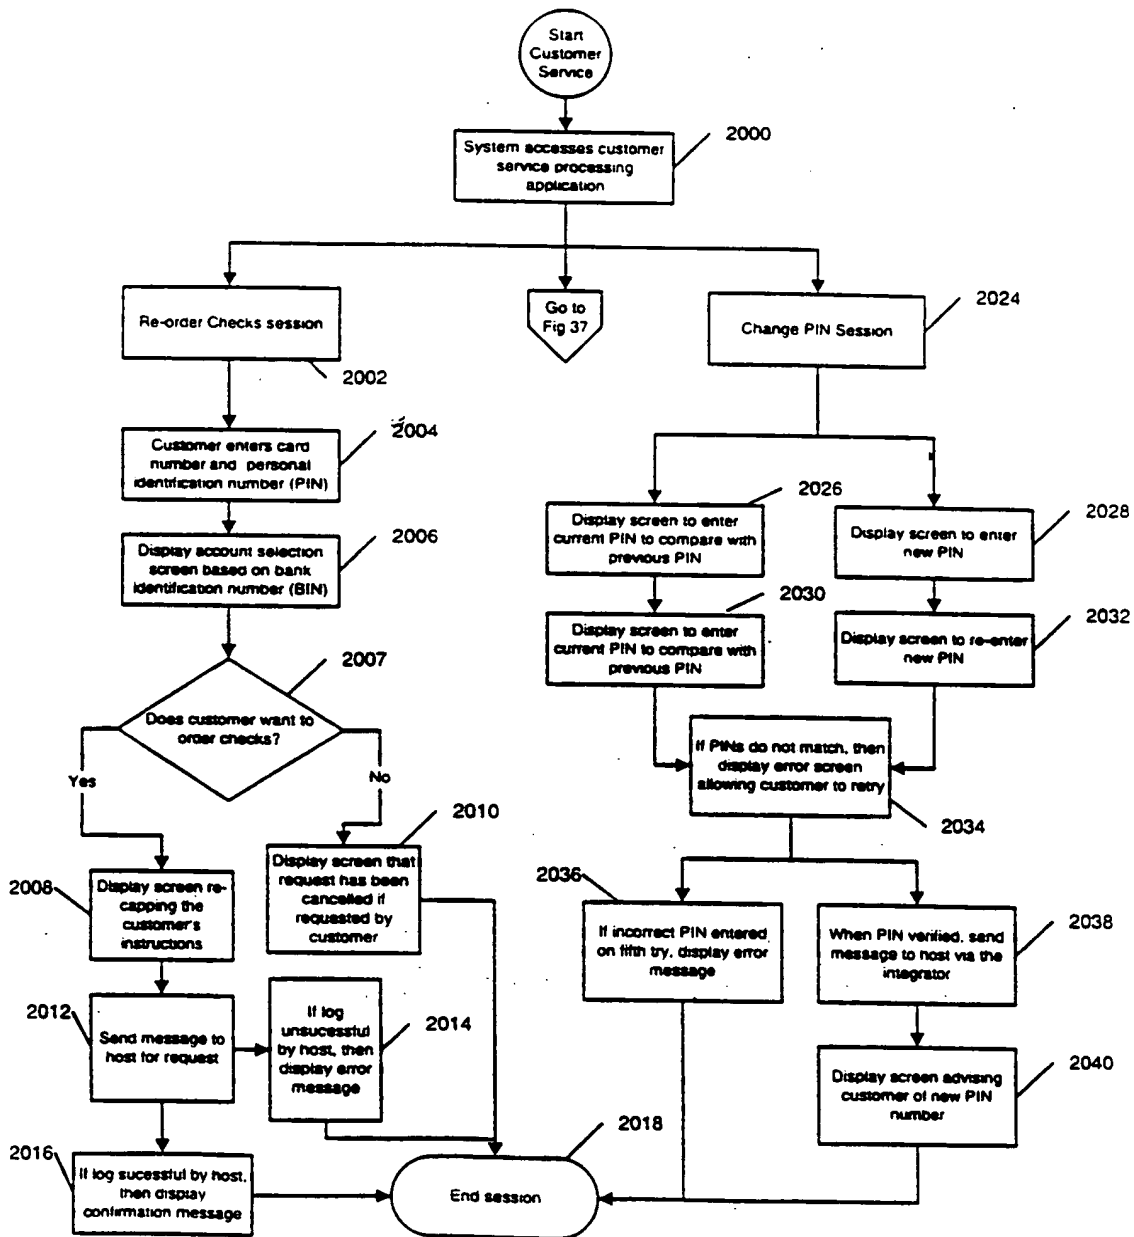 Start
Customer
Service
2000
System accesses customer
service processing
application
Re-order Checks session
2002
Go to
Fig 37
2024
Change PIN Session
2004
Customer enters card
number and personal
identification number (PIN)
2006
Display account selection
screen based on bank
identification number (BIN)
2007
Does customer want to
order checks?
Yes
No
2008
Display screen re-
capping the
customer's
instructions
2010
Display screen that
request has been
cancelled if
requested by
customer
2012
Send message to
host for request
2014
If log
unsucessful
by host, then
display error
message
2016
If log sucessful by host,
then display
confirmation message
2018
End session
2026
Display screen to enter
current PIN to compare with
previous PIN
2028
Display screen to enter
new PIN
2030
Display screen to enter
current PIN to compare with
previous PIN
2032
Display screen to re-enter
new PIN
If PINs do not match, then
display error screen
allowing customer to retry
2034
2036
If incorrect PIN entered
on fifth try, display error
message
2038
When PIN verified, send
message to host via the
integrator
2040
Display screen advising
customer of new PIN
number